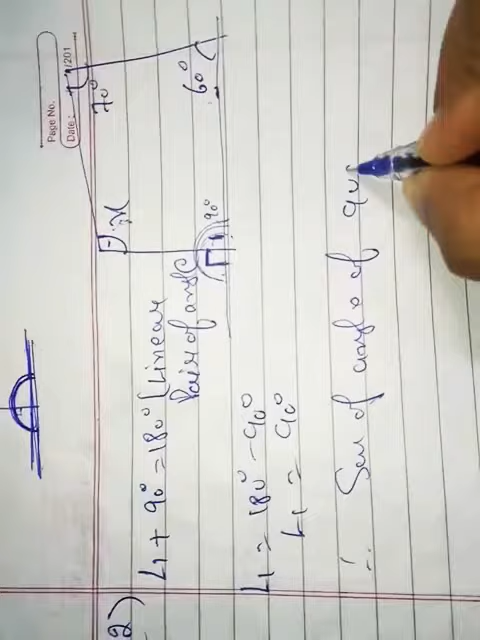 Page No.
Date: /201
70°
60°
x
90°
2)
∠1 + 90° = 180° (Linear
Pair of angle)
∠1 = 180° - 90°
∠1 = 90°
∴ Sum of angles of qu